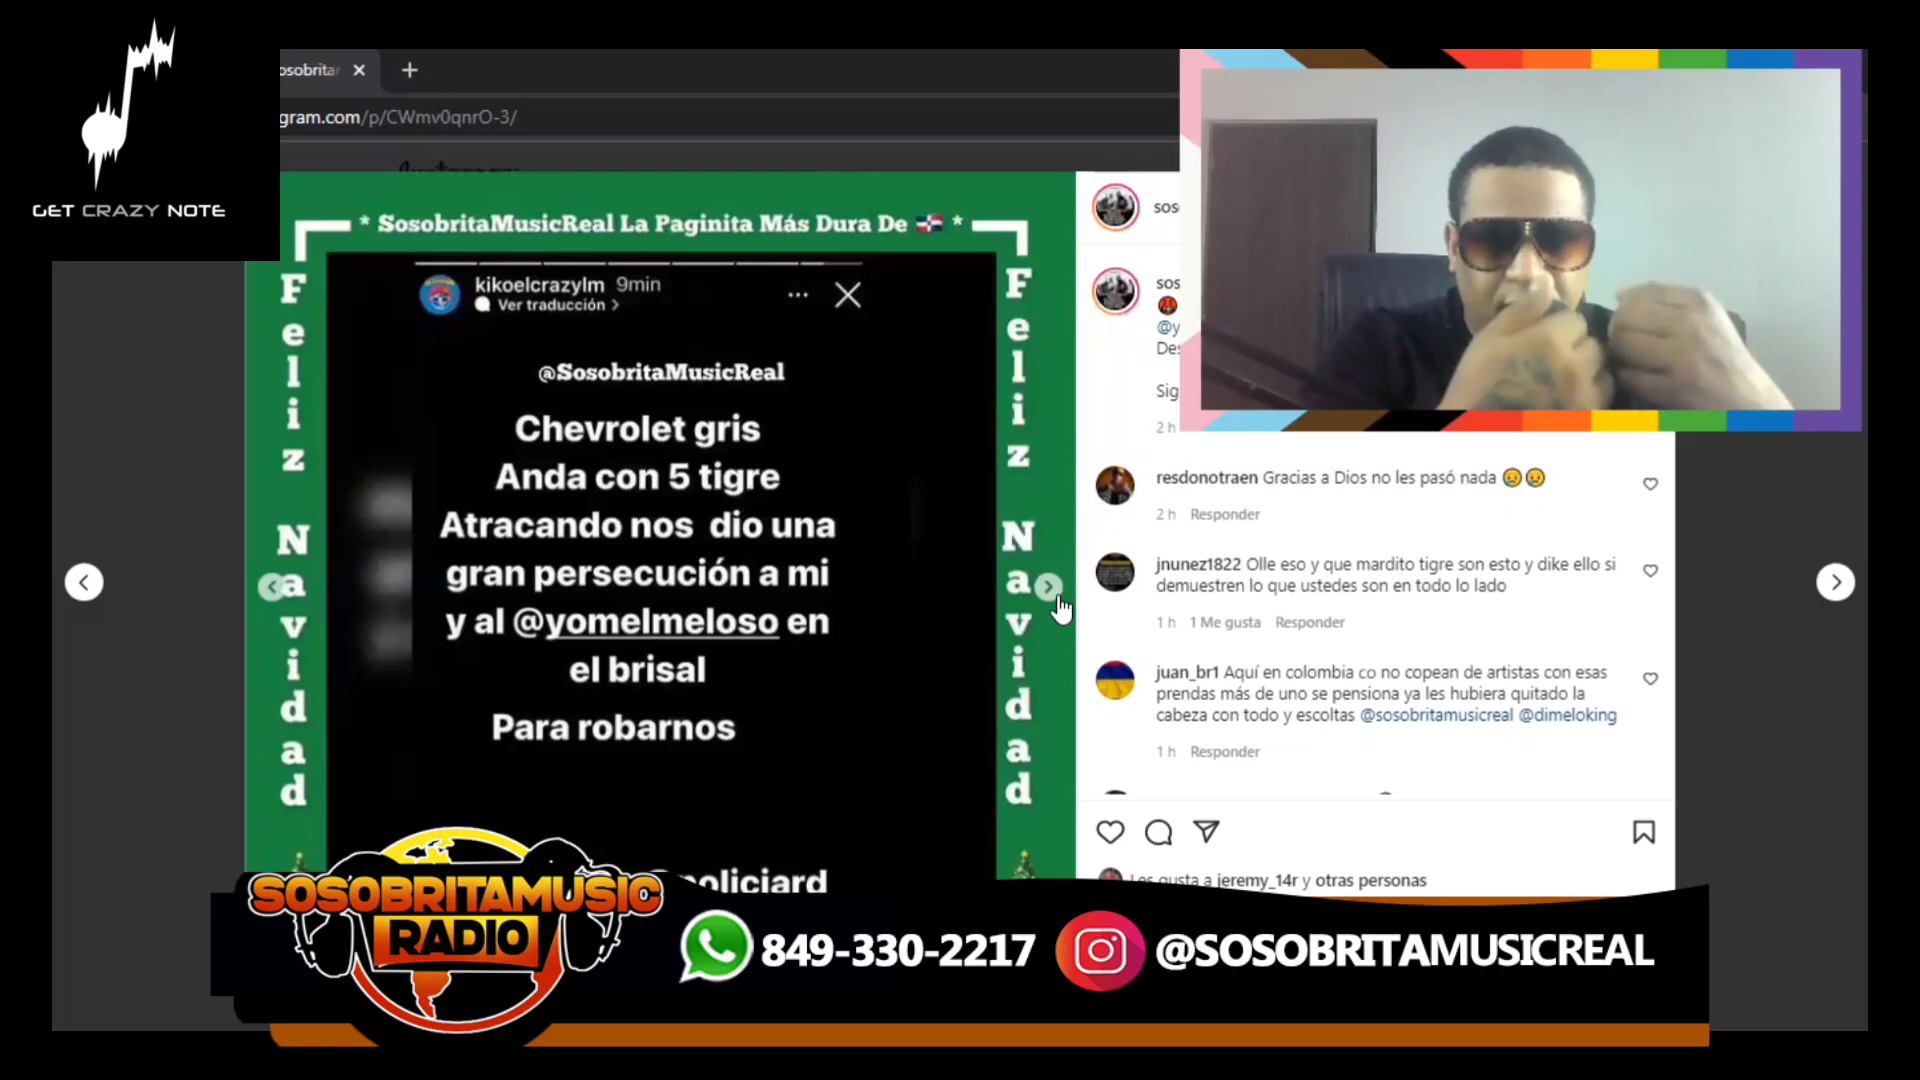 GET CRAZY NOTE
osobritar
gram.com/p/CWmv0qnrO-3/
* SosobritaMusicReal La Paginita Más Dura De 🇩🇴 *
Feliz Navidad
kikoelcrazylm 9min
Ver traducción >
@SosobritaMusicReal
Chevrolet gris
Anda con 5 tigre
Atracando nos dio una
gran persecución a mi
y al @yomelmeloso en
el brisal
Para robarnos
policiard
Feliz Navidad
sos
sos
@y
Des
Sig
2 h
resdonotraen Gracias a Dios no les pasó nada 😢😢
2 h Responder
jnunez1822 Olle eso y que mardito tigre son esto y dike ello si
demuestren lo que ustedes son en todo lo lado
1 h 1 Me gusta Responder
juan_br1 Aquí en colombia co no copean de artistas con esas
prendas más de uno se pensiona ya les hubiera quitado la
cabeza con todo y escoltas @sosobritamusicreal @dimeloking
1 h Responder
Les gusta a jeremy_14r y otras personas
SOSOBRITAMUSIC
RADIO
849-330-2217
@SOSOBRITAMUSICREAL